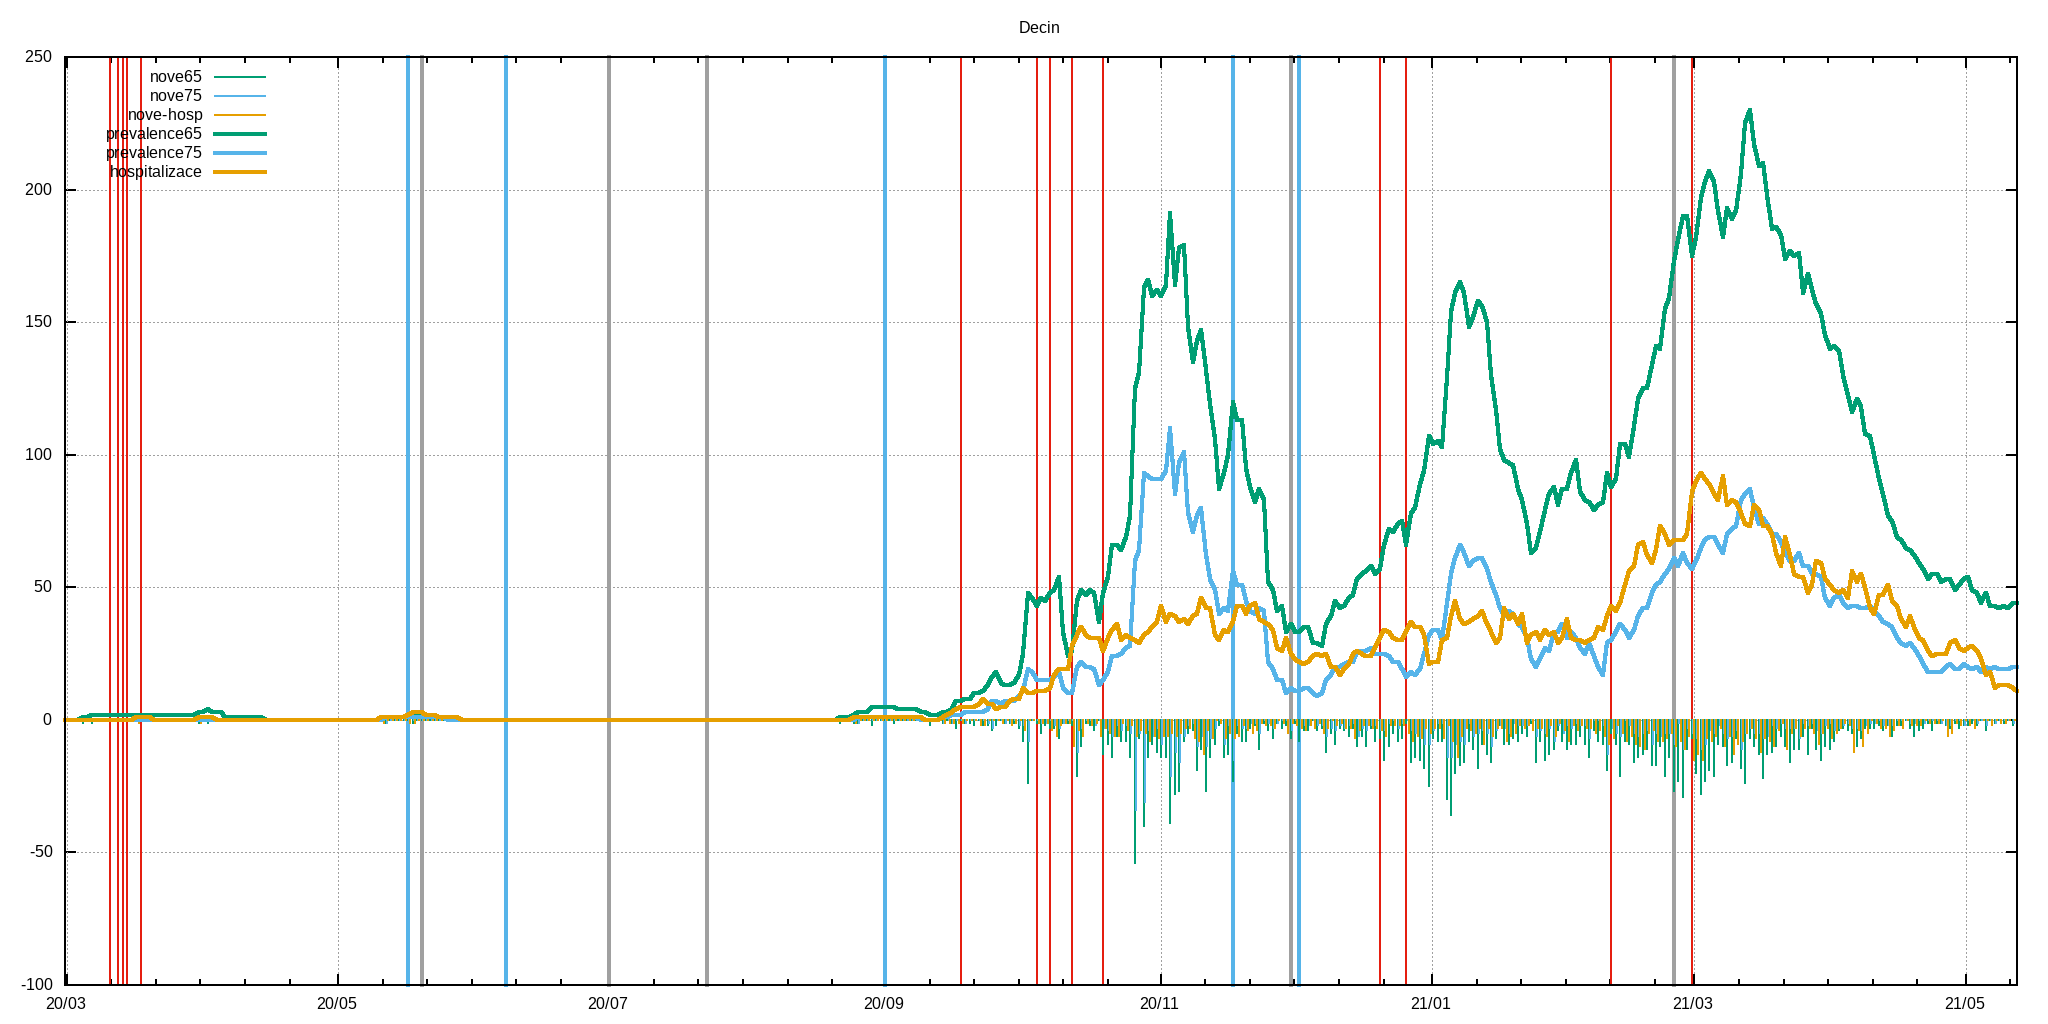 Decin
250
200
150
100
50
0
-50
-100
nove65
nove75
nove-hosp
prevalence65
prevalence75
hospitalizace
20/03 20/05 20/07 20/09 20/11 21/01 21/03 21/05